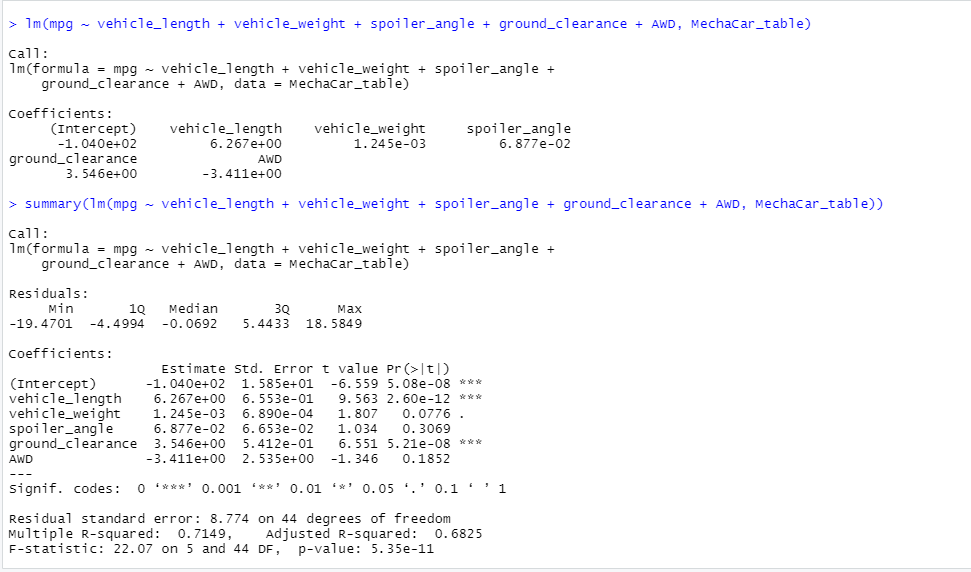 > lm(mpg ~ vehicle_length + vehicle_weight + spoiler_angle + ground_clearance + AWD, MechaCar_table)

Call:
lm(formula = mpg ~ vehicle_length + vehicle_weight + spoiler_angle +
    ground_clearance + AWD, data = MechaCar_table)

Coefficients:
     (Intercept)    vehicle_length    vehicle_weight     spoiler_angle
      -1.040e+02         6.267e+00         1.245e-03         6.877e-02
ground_clearance               AWD
       3.546e+00        -3.411e+00

> summary(lm(mpg ~ vehicle_length + vehicle_weight + spoiler_angle + ground_clearance + AWD, MechaCar_table))

Call:
lm(formula = mpg ~ vehicle_length + vehicle_weight + spoiler_angle +
    ground_clearance + AWD, data = MechaCar_table)

Residuals:
     Min       1Q   Median       3Q      Max
-19.4701  -4.4994  -0.0692   5.4433  18.5849

Coefficients:
                   Estimate Std. Error t value Pr(>|t|)
(Intercept)      -1.040e+02  1.585e+01  -6.559 5.08e-08 ***
vehicle_length    6.267e+00  6.553e-01   9.563 2.60e-12 ***
vehicle_weight    1.245e-03  6.890e-04   1.807   0.0776 .
spoiler_angle     6.877e-02  6.653e-02   1.034   0.3069
ground_clearance  3.546e+00  5.412e-01   6.551 5.21e-08 ***
AWD              -3.411e+00  2.535e+00  -1.346   0.1852
---
Signif. codes:  0 ‘***’ 0.001 ‘**’ 0.01 ‘*’ 0.05 ‘.’ 0.1 ‘ ’ 1

Residual standard error: 8.774 on 44 degrees of freedom
Multiple R-squared:  0.7149,    Adjusted R-squared:  0.6825
F-statistic: 22.07 on 5 and 44 DF,  p-value: 5.35e-11